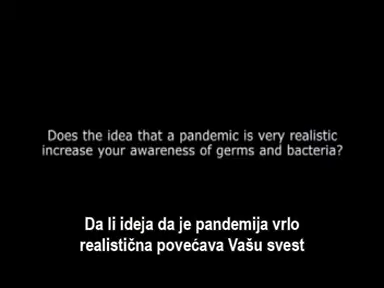 Does the idea that a pandemic is very realistic
increase your awareness of germs and bacteria?
Da li ideja da je pandemija vrlo
realistična povećava Vašu svest